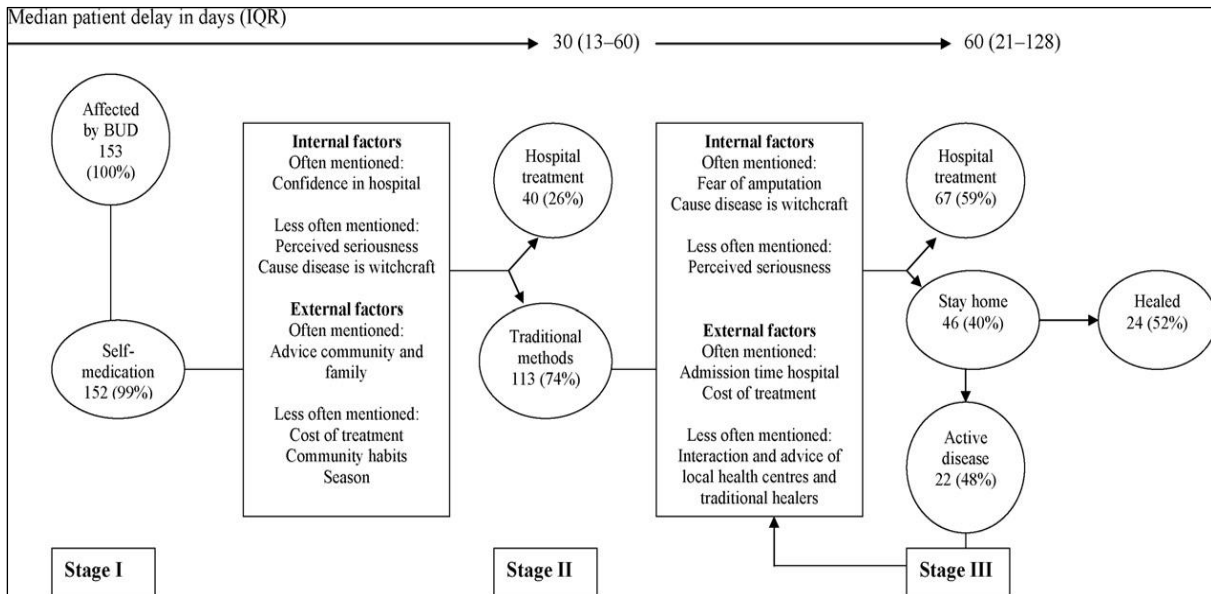 Median patient delay in days (IQR)
30 (13–60)
60 (21–128)
Affected
by BUD
153
(100%)
Self-
medication
152 (99%)
Internal factors
Often mentioned:
Confidence in hospital
Less often mentioned:
Perceived seriousness
Cause disease is witchcraft
External factors
Often mentioned:
Advice community and
family
Less often mentioned:
Cost of treatment
Community habits
Season
Hospital
treatment
40 (26%)
Traditional
methods
113 (74%)
Internal factors
Often mentioned:
Fear of amputation
Cause disease is witchcraft
Less often mentioned:
Perceived seriousness
External factors
Often mentioned:
Admission time hospital
Cost of treatment
Less often mentioned:
Interaction and advice of
local health centres and
traditional healers
Hospital
treatment
67 (59%)
Stay home
46 (40%)
Healed
24 (52%)
Active
disease
22 (48%)
Stage I
Stage II
Stage III